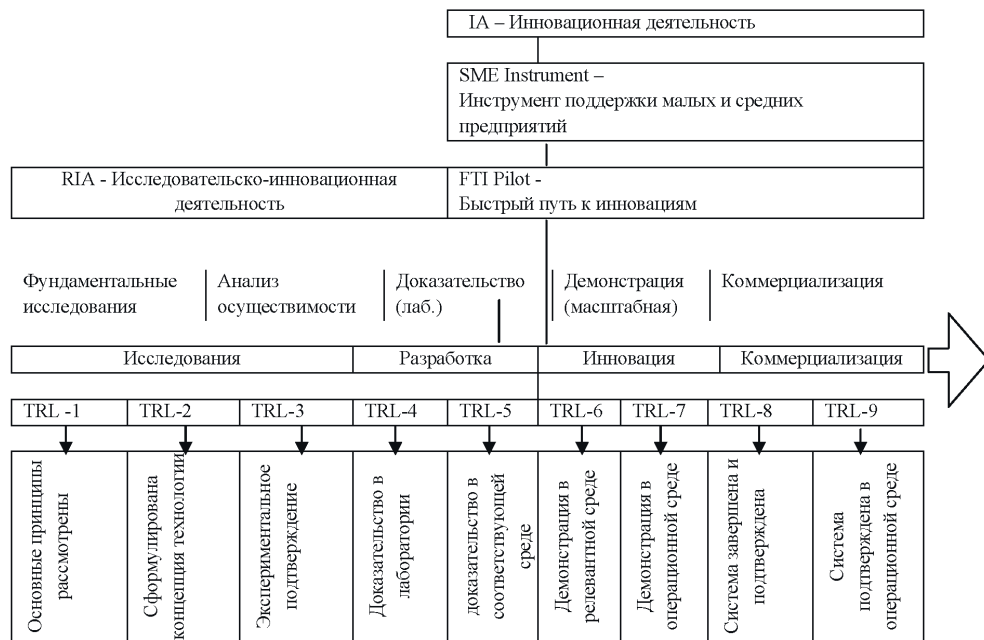 IA – Инновационная деятельность
SME Instrument –
Инструмент поддержки малых и средних
предприятий
RIA - Исследовательско-инновационная
деятельность
FTI Pilot -
Быстрый путь к инновациям
Фундаментальные
исследования
Анализ
осуществимости
Доказательство
(лаб.)
Демонстрация
(масштабная)
Коммерциализация
Исследования
Разработка
Инновация
Коммерциализация
TRL -1
TRL-2
TRL-3
TRL-4
TRL-5
TRL-6
TRL-7
TRL-8
TRL-9
Основные принципы
рассмотрены
Сформулирована
концепция технологии
Экспериментальное
подтверждение
Доказательство в
лаборатории
доказательство в
соответствующей
среде
Демонстрация в
релевантной среде
Демонстрация в
операционной среде
Система завершена и
подтверждена
Система
подтверждена в
операционной среде